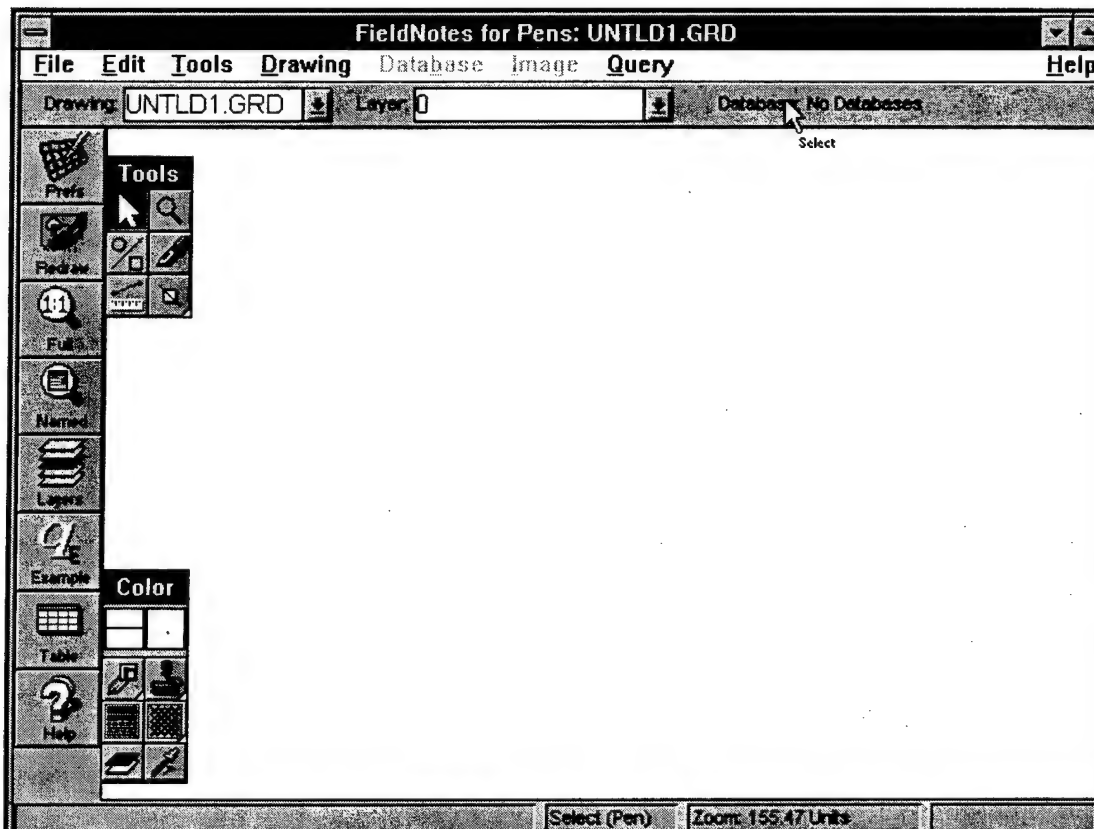 FieldNotes for Pens: UNTLD1.GRD
File Edit Tools Drawing Database Image Query Help
Drawing: UNTLD1.GRD Layer: 0 Database: No Databases
Select
Prefs
Tools
Redraw
1:1
Full
Named
Layers
Example
Color
Table
Help
Select (Pen) Zoom: 155.47 Units